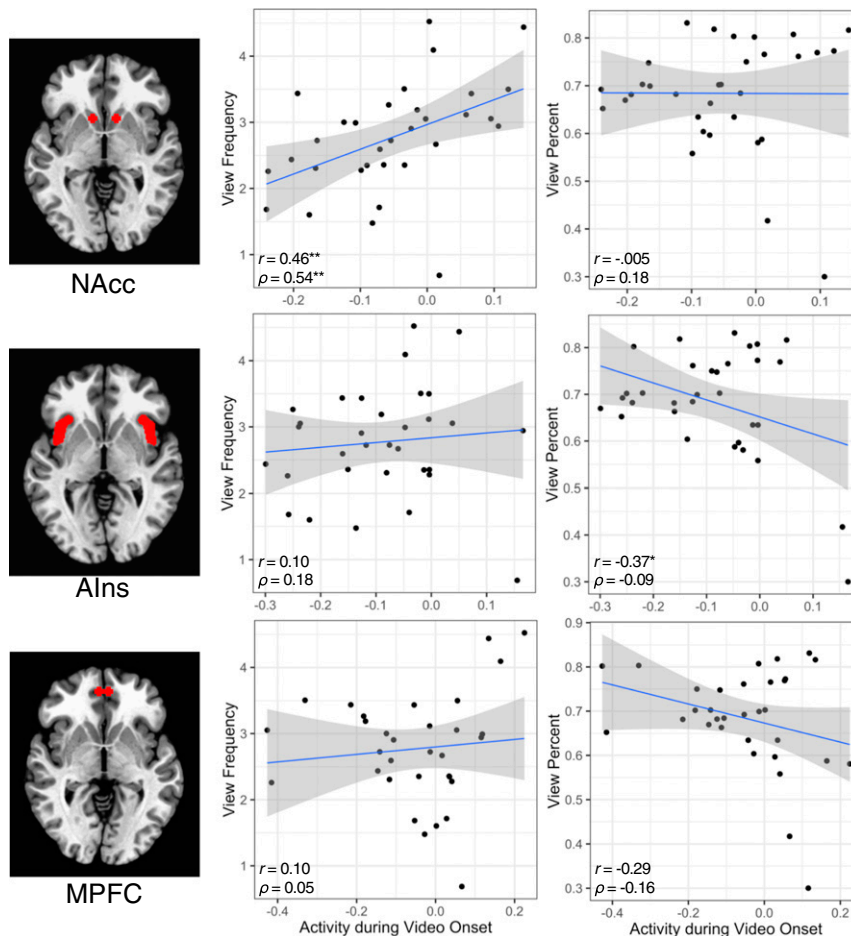 View Frequency
4
3
2
1
r = 0.46**
ρ = 0.54**
-0.2
-0.1
0.0
0.1
View Percent
0.8
0.7
0.6
0.5
0.4
0.3
r = -.005
ρ = 0.18
-0.2
-0.1
0.0
0.1
NAcc
View Frequency
4
3
2
1
r = 0.10
ρ = 0.18
-0.3
-0.2
-0.1
0.0
0.1
View Percent
0.8
0.7
0.6
0.5
0.4
0.3
r = -0.37*
ρ = -0.09
-0.3
-0.2
-0.1
0.0
0.1
AIns
View Frequency
4
3
2
1
r = 0.10
ρ = 0.05
-0.4
-0.2
0.0
0.2
Activity during Video Onset
View Percent
0.9
0.8
0.7
0.6
0.5
0.4
0.3
r = -0.29
ρ = -0.16
-0.4
-0.2
0.0
0.2
Activity during Video Onset
MPFC